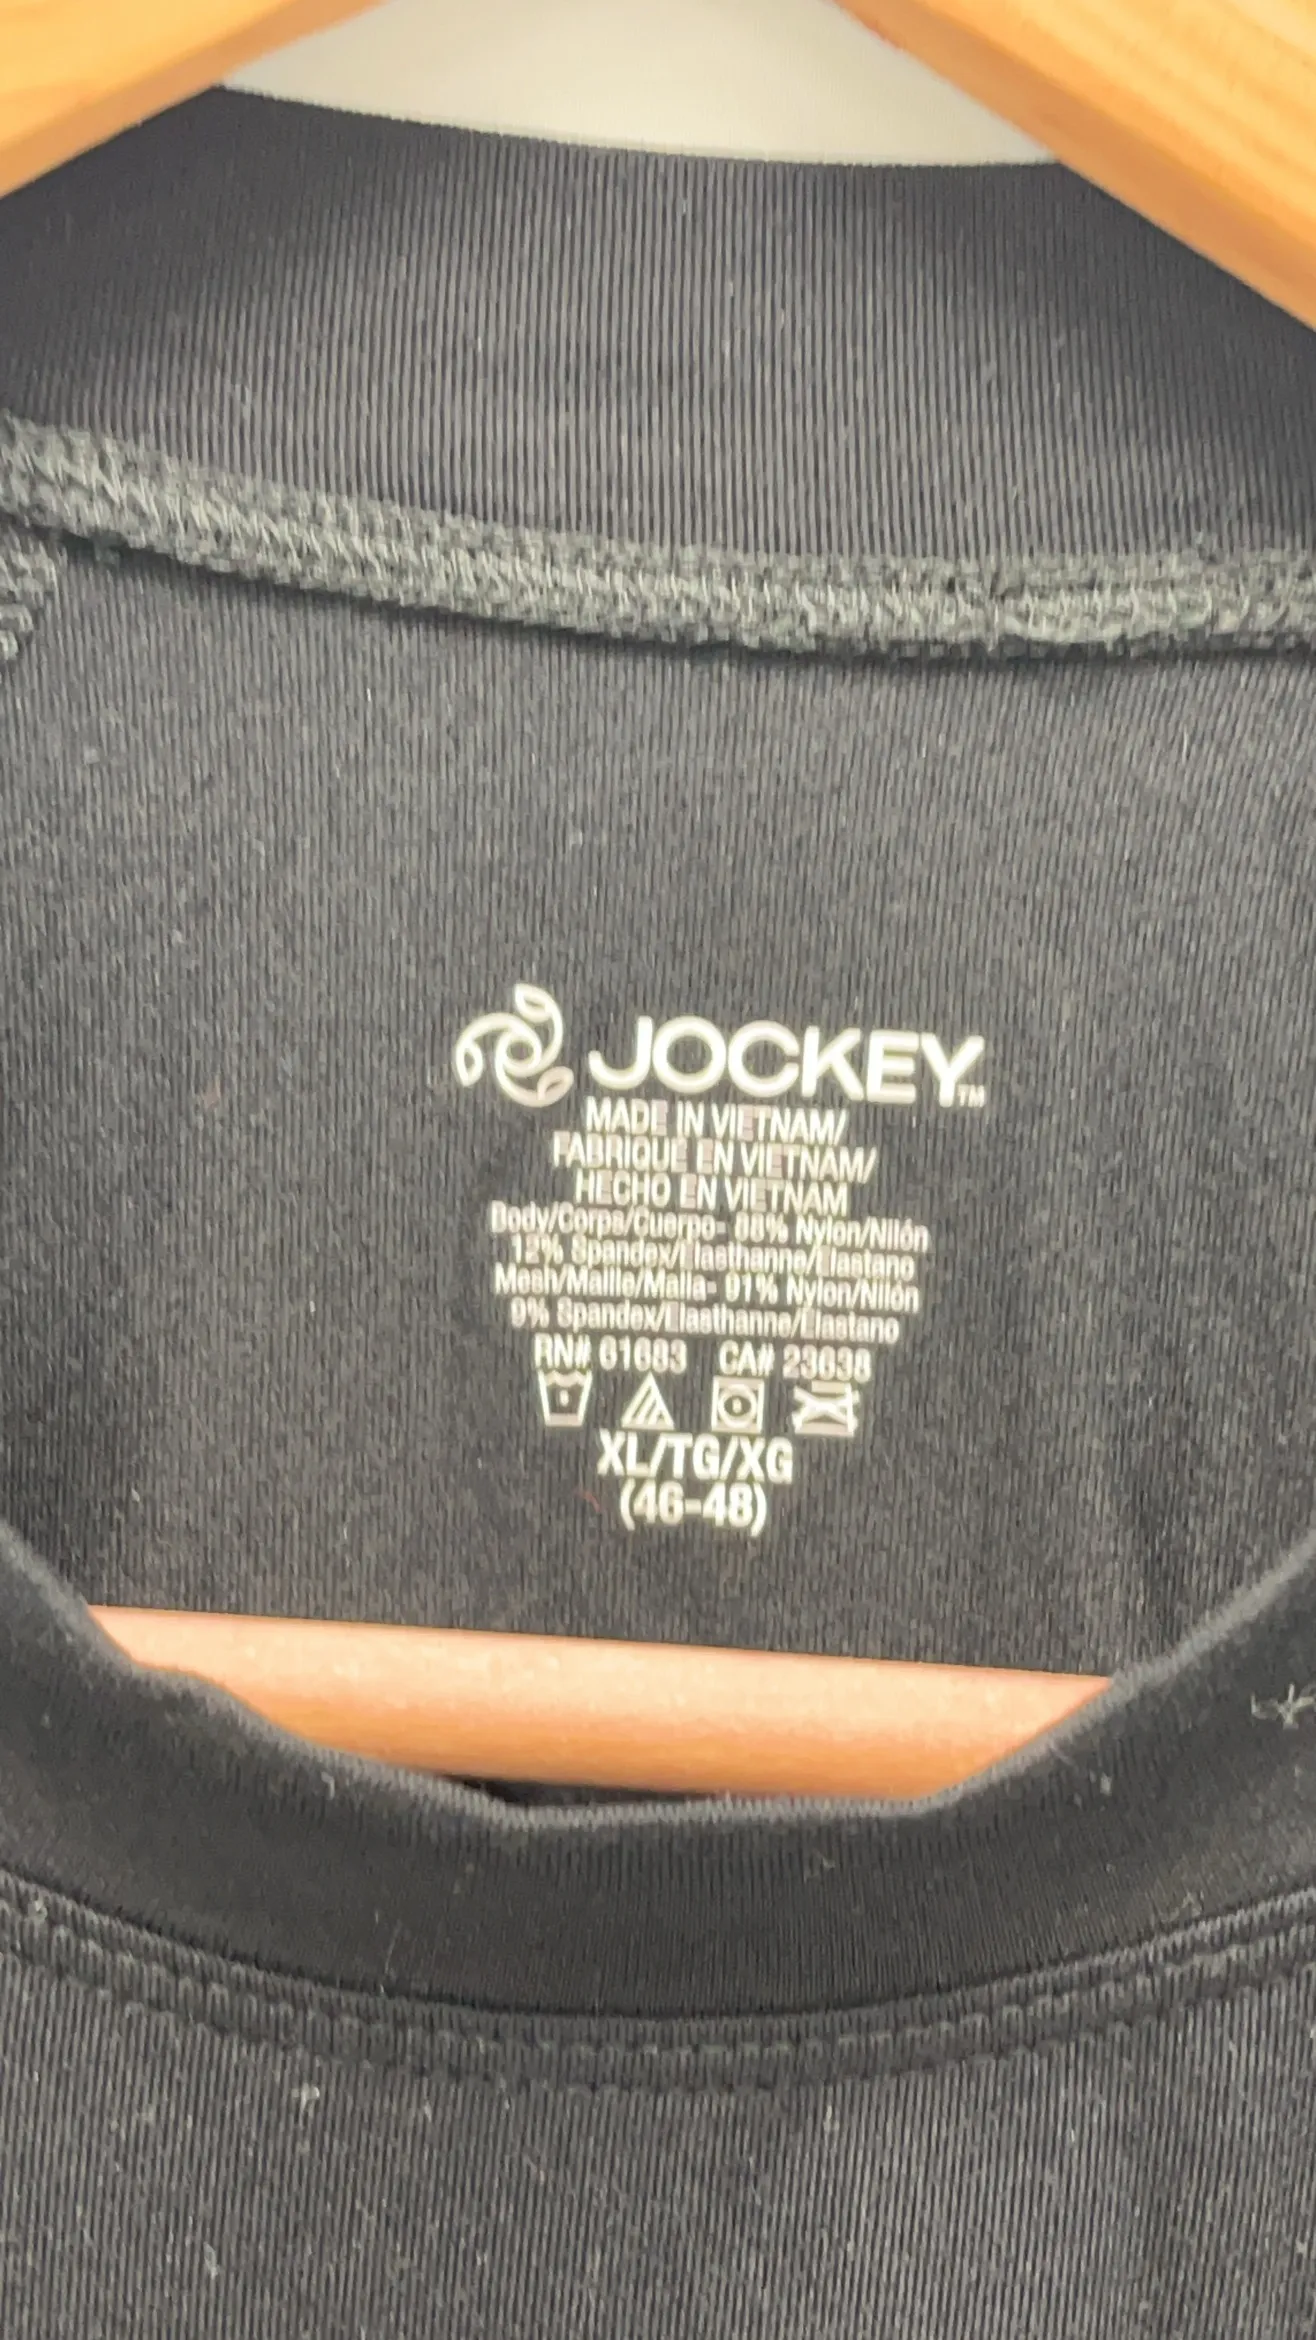 JOCKEY™
MADE IN VIETNAM/
FABRIQUÉ EN VIETNAM/
HECHO EN VIETNAM
Body/Corps/Cuerpo- 88% Nylon/Nilón
12% Spandex/Elasthanne/Elastano
Mesh/Maille/Malla- 91% Nylon/Nilón
9% Spandex/Elasthanne/Elastano
RN# 61683 CA# 23638
XL/TG/XG
(46-48)